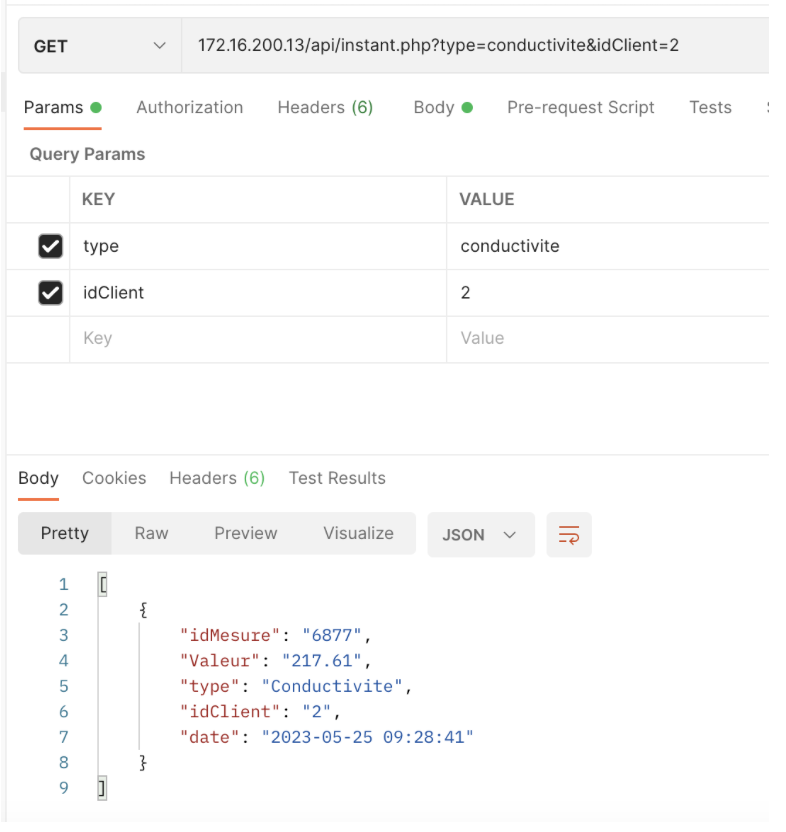 GET 172.16.200.13/api/instant.php?type=conductivite&idClient=2
Params Authorization Headers (6) Body Pre-request Script Tests
Query Params
KEY VALUE
type conductivite
idClient 2
Key Value
Body Cookies Headers (6) Test Results
Pretty Raw Preview Visualize JSON
1 [
2 {
3 "idMesure": "6877",
4 "Valeur": "217.61",
5 "type": "Conductivite",
6 "idClient": "2",
7 "date": "2023-05-25 09:28:41"
8 }
9 ]